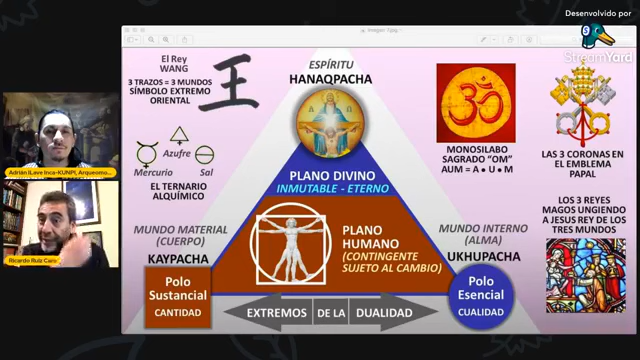 Desenvolvido por
StreamYard
El Rey
WANG
3 TRAZOS = 3 MUNDOS
SÍMBOLO EXTREMO
ORIENTAL
王
ESPÍRITU
HANAQPACHA
MONOSILABO
SAGRADO "OM"
AUM = A • U • M
ॐ
LAS 3 CORONAS EN
EL EMBLEMA
PAPAL
Azufre
Mercurio
Sal
EL TERNARIO
ALQUÍMICO
PLANO DIVINO
INMUTABLE - ETERNO
LOS 3 REYES
MAGOS UNGIENDO
A JESUS REY DE LOS
TRES MUNDOS
MUNDO MATERIAL
(CUERPO)
KAYPACHA
PLANO
HUMANO
(CONTINGENTE
SUJETO AL CAMBIO)
MUNDO INTERNO
(ALMA)
UKHUPACHA
Polo
Sustancial
CANTIDAD
EXTREMOS DE LA DUALIDAD
Polo
Esencial
CUALIDAD
Ricardo Ruiz